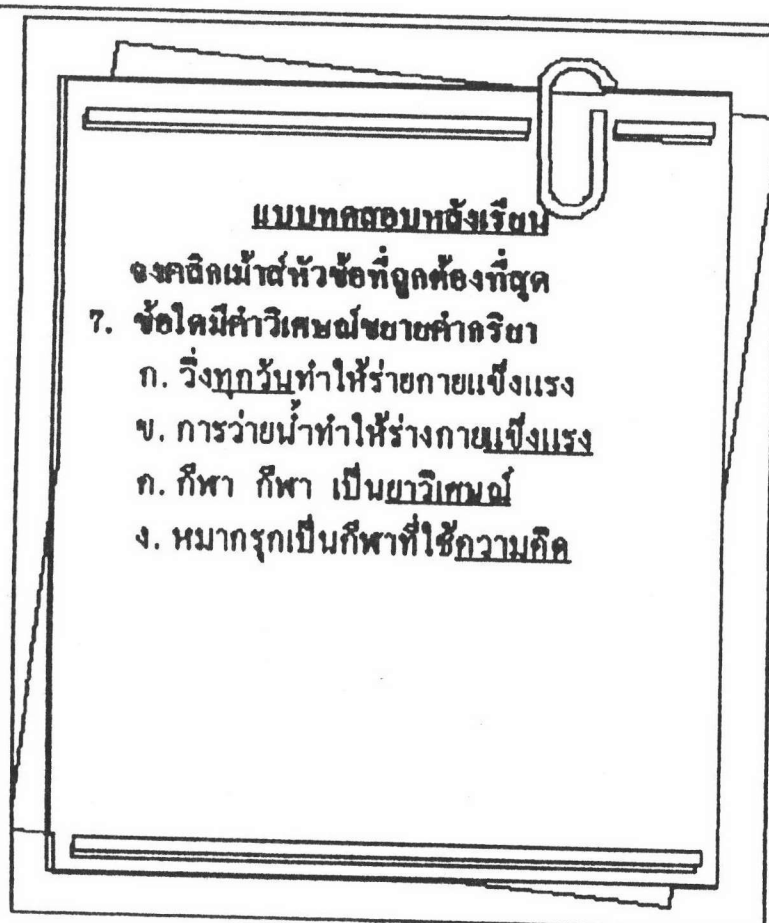 แบบทดสอบหลังเรียน
จงคลิกเม้าส์หัวข้อที่ถูกต้องที่สุด
7. ข้อใดมีคำวิเศษณ์ขยายคำกริยา
ก. วิ่งทุกวันทำให้ร่ายกายแข็งแรง
ข. การว่ายน้ำทำให้ร่างกายแข็งแรง
ค. กีฬา กีฬา เป็นยาวิเศษณ์
ง. หมากรุกเป็นกีฬาที่ใช้ความคิด